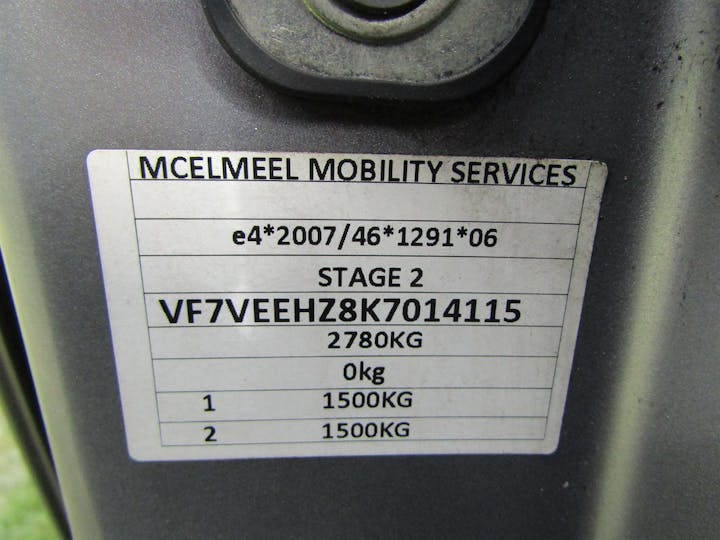 MCELMEEL MOBILITY SERVICES
e4*2007/46*1291*06
STAGE 2
VF7VEEHZ8K7014115
2780KG
0kg
1 1500KG
2 1500KG